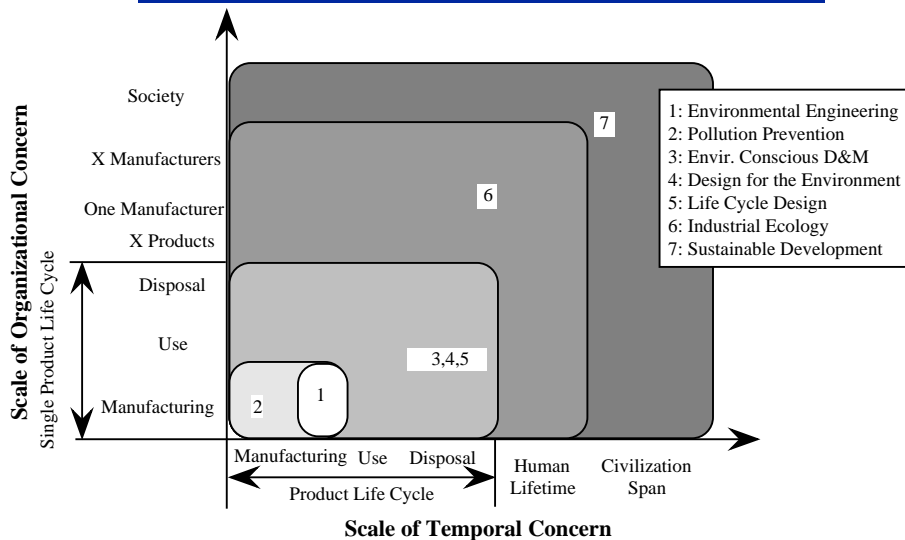 Society
X Manufacturers
One Manufacturer
X Products
Disposal
Use
Manufacturing
Scale of Organizational Concern
Single Product Life Cycle
7
6
3,4,5
2
1
1: Environmental Engineering
2: Pollution Prevention
3: Envir. Conscious D&M
4: Design for the Environment
5: Life Cycle Design
6: Industrial Ecology
7: Sustainable Development
Manufacturing Use Disposal
Human
Lifetime
Civilization
Span
Product Life Cycle
Scale of Temporal Concern